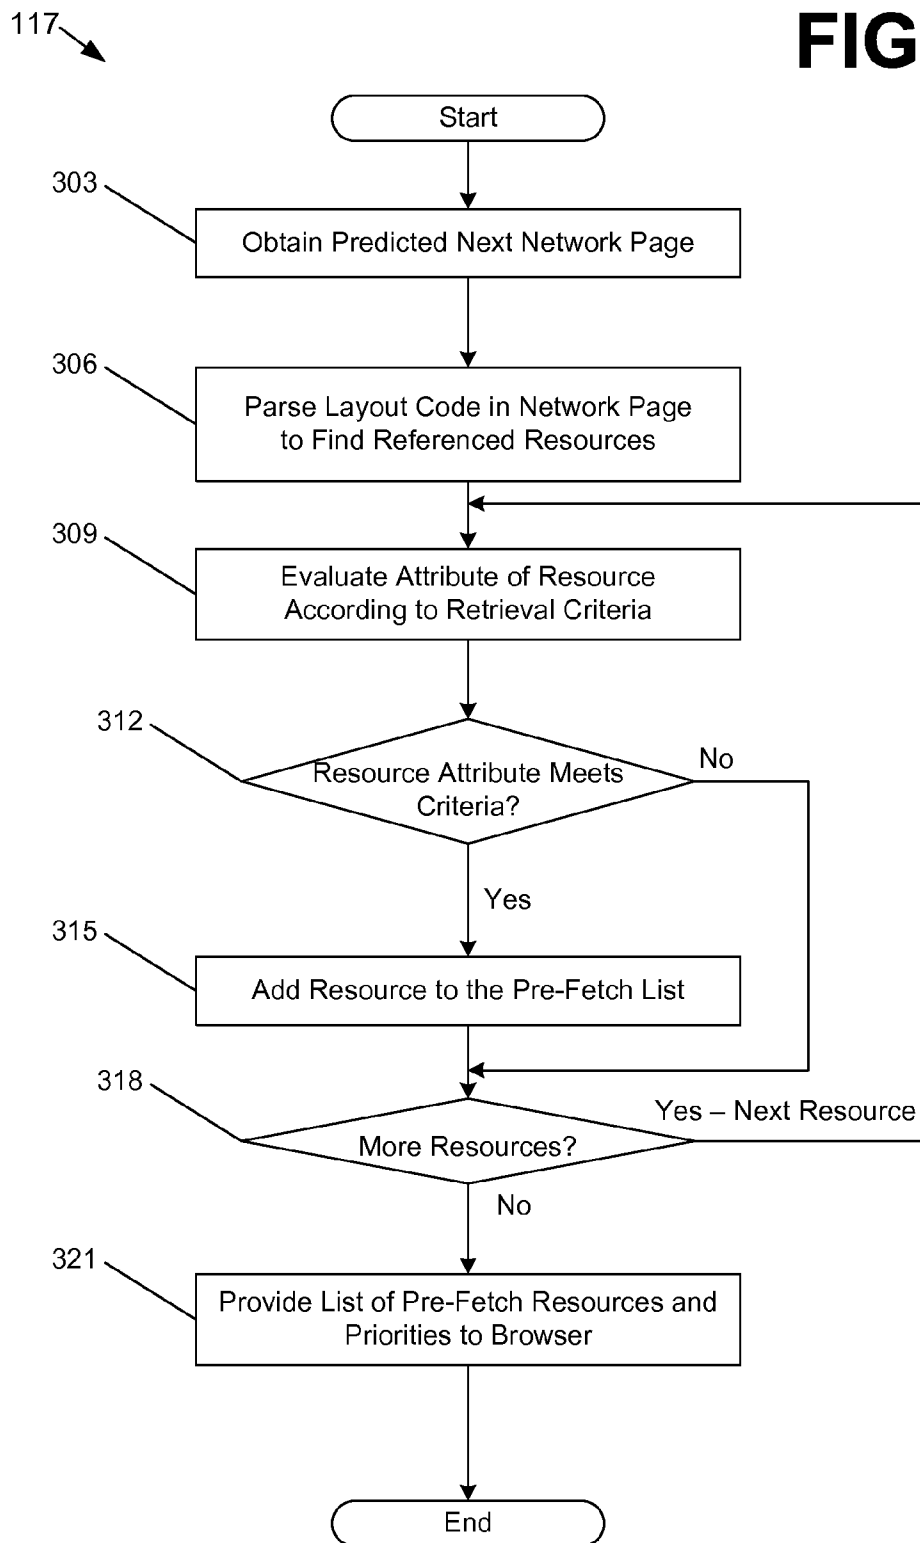 117
FIG
Start
303
Obtain Predicted Next Network Page
306
Parse Layout Code in Network Page
to Find Referenced Resources
309
Evaluate Attribute of Resource
According to Retrieval Criteria
312
Resource Attribute Meets
Criteria?
No
Yes
315
Add Resource to the Pre-Fetch List
318
More Resources?
Yes – Next Resource
No
321
Provide List of Pre-Fetch Resources and
Priorities to Browser
End